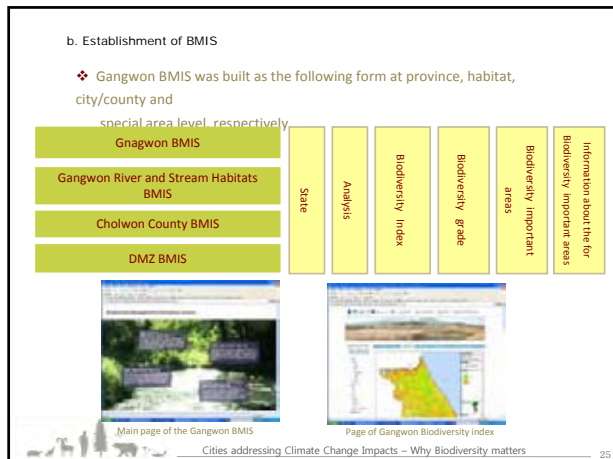 b. Establishment of BMIS
❖ Gangwon BMIS was built as the following form at province, habitat,
city/county and
special area level, respectively
Gnagwon BMIS
Gangwon River and Stream Habitats
BMIS
Cholwon County BMIS
DMZ BMIS
State
Analysis
Biodiversity Index
Biodiversity grade
Biodiversity important
areas
Information about the for
Biodiversity important areas
Main page of the Gangwon BMIS
Page of Gangwon Biodiversity index
Cities addressing Climate Change Impacts – Why Biodiversity matters
25